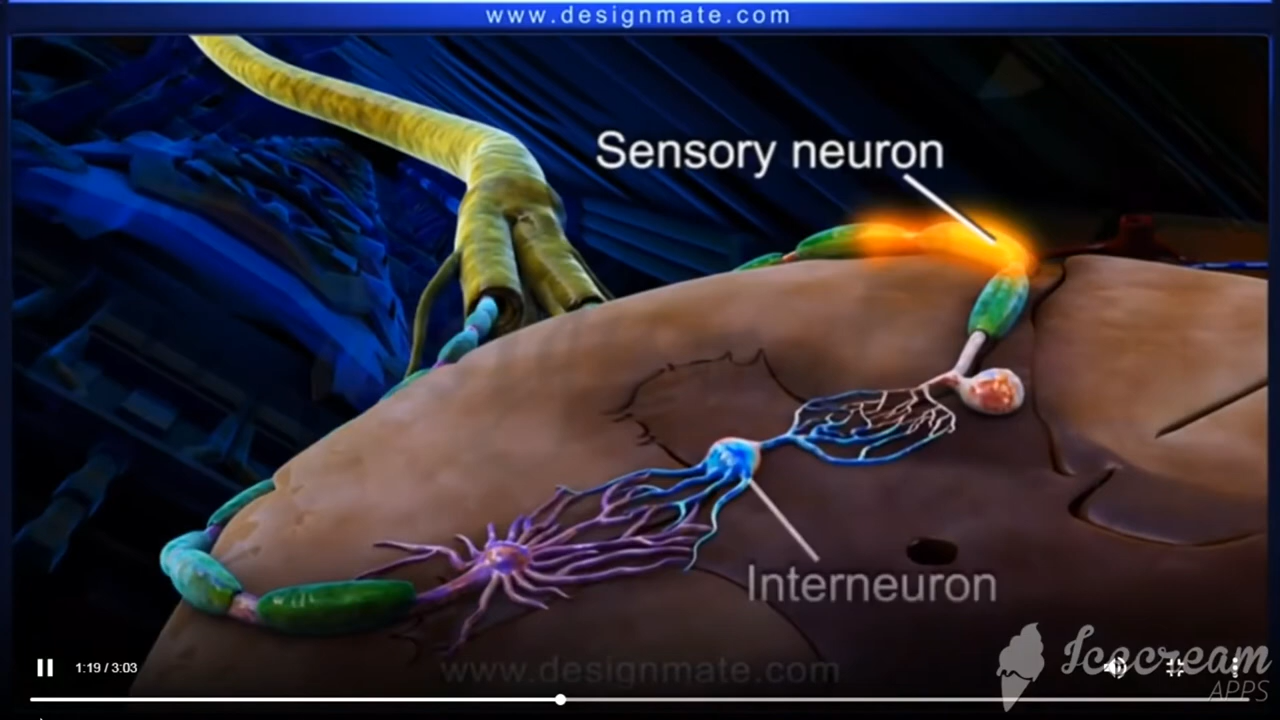 www.designmate.com
Sensory neuron
Interneuron
www.designmate.com
1:19 / 3:03
Icecream
APPS